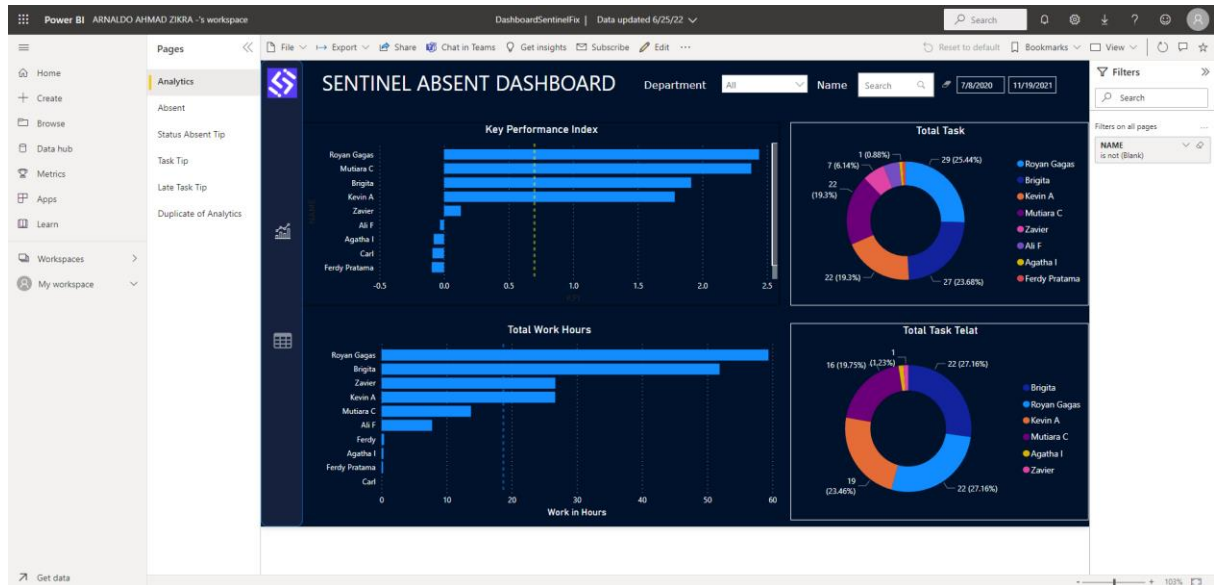 Power BI ARNALDO AHMAD ZIKRA -'s workspace
DashboardSentinelFix | Data updated 6/25/22
Search
Home
Create
Browse
Data hub
Metrics
Apps
Learn
Workspaces
My workspace
Get data
Pages
Analytics
Absent
Status Absent Tip
Task Tip
Late Task Tip
Duplicate of Analytics
File Export Share Chat in Teams Get insights Subscribe Edit ...
Reset to default Bookmarks View
SENTINEL ABSENT DASHBOARD
Department All Name Search 7/8/2020 11/19/2021
Key Performance Index
NAME
Royan Gagas
Mutiara C
Brigita
Kevin A
Zavier
Ali F
Agatha I
Carl
Ferdy Pratama
-0.5 0.0 0.5 1.0 1.5 2.0 2.5
KPI
Total Task
1 (0.88%)
7 (6.14%)
22
(19.3%)
22 (19.3%)
29 (25.44%)
27 (23.68%)
Royan Gagas
Brigita
Kevin A
Mutiara C
Zavier
Ali F
Agatha I
Ferdy Pratama
Total Work Hours
Royan Gagas
Brigita
Zavier
Kevin A
Mutiara C
Ali F
Ferdy
Agatha I
Ferdy Pratama
Carl
0 10 20 30 40 50 60
Work in Hours
Total Task Telat
1
(1.23%)
16 (19.75%)
22 (27.16%)
19
(23.46%)
22 (27.16%)
Brigita
Royan Gagas
Kevin A
Mutiara C
Agatha I
Zavier
Filters
Search
Filters on all pages ...
NAME
is not (Blank)
103%